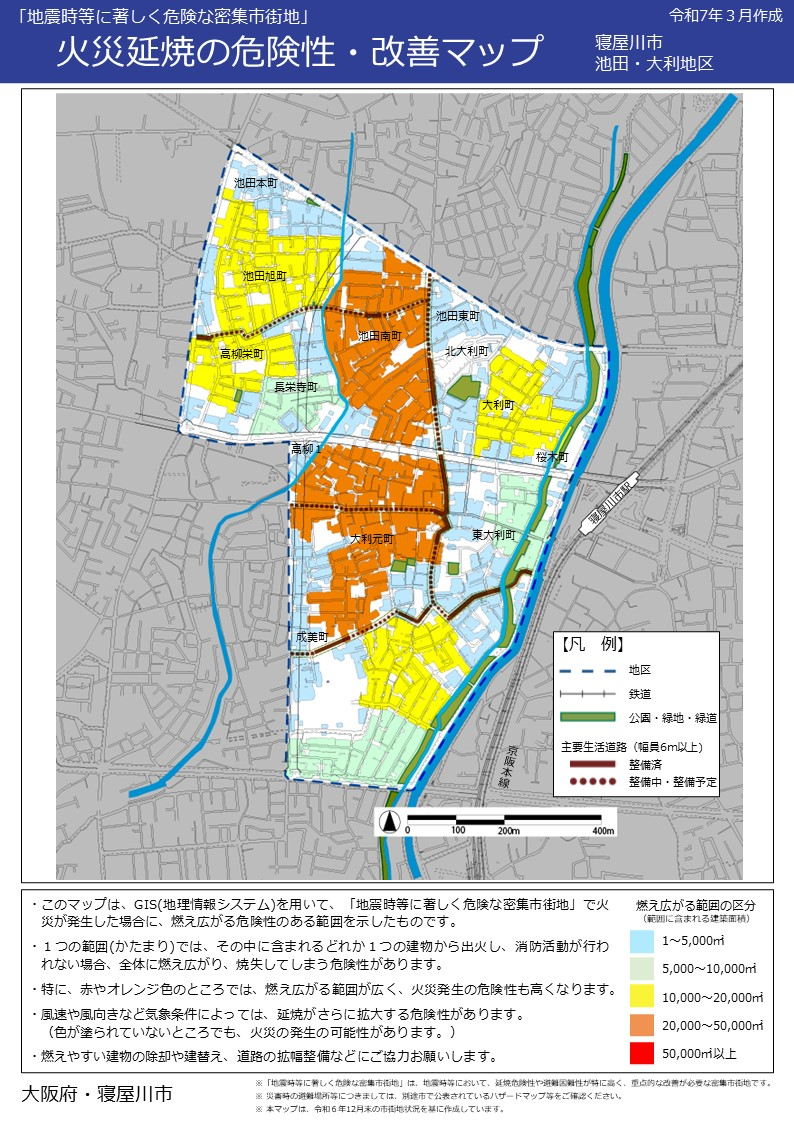 「地震時等に著しく危険な密集市街地」
令和7年３月作成
火災延焼の危険性・改善マップ
寝屋川市
池田・大利地区
池田本町
池田旭町
池田東町
池田南町
高柳栄町
北大利町
長栄寺町
大利町
高柳１
桜木町
寝屋川市駅
東大利町
大利元町
成美町
京阪本線
【凡　例】
地区
鉄道
公園・緑地・緑道
主要生活道路（幅員6ｍ以上）
整備済
整備中・整備予定
0 100 200m 400m
・このマップは、GIS(地理情報システム)を用いて、「地震時等に著しく危険な密集市街地」で火
災が発生した場合に、燃え広がる危険性のある範囲を示したものです。
・１つの範囲(かたまり)では、その中に含まれるどれか１つの建物から出火し、消防活動が行わ
れない場合、全体に燃え広がり、焼失してしまう危険性があります。
・特に、赤やオレンジ色のところでは、燃え広がる範囲が広く、火災発生の危険性も高くなります。
・風速や風向きなど気象条件によっては、延焼がさらに拡大する危険性があります。
（色が塗られていないところでも、火災の発生の可能性があります。）
・燃えやすい建物の除却や建替え、道路の拡幅整備などにご協力お願いします。
燃え広がる範囲の区分
（範囲に含まれる建築面積）
1～5,000㎡
5,000～10,000㎡
10,000～20,000㎡
20,000～50,000㎡
50,000㎡以上
大阪府・寝屋川市
※「地震時等に著しく危険な密集市街地」は、地震時等において、延焼危険性や避難困難性が特に高く、重点的な改善が必要な密集市街地です。
※ 災害時の避難場所等につきましては、別途市で公表されているハザードマップ等をご確認ください。
※ 本マップは、令和６年12月末の市街地状況を基に作成しています。